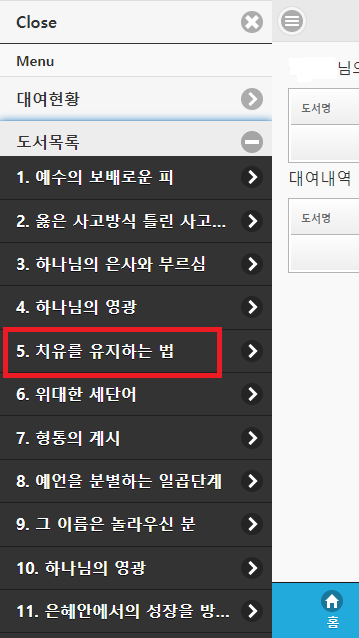 Close
Menu
대여현황
도서목록
1. 예수의 보배로운 피
2. 옳은 사고방식 틀린 사고...
3. 하나님의 은사와 부르심
4. 하나님의 영광
5. 치유를 유지하는 법
6. 위대한 세단어
7. 형통의 계시
8. 예언을 분별하는 일곱단계
9. 그 이름은 놀라우신 분
10. 하나님의 영광
11. 은혜안에서의 성장을 방...
님의
도서명
대여내역
도서명
홈